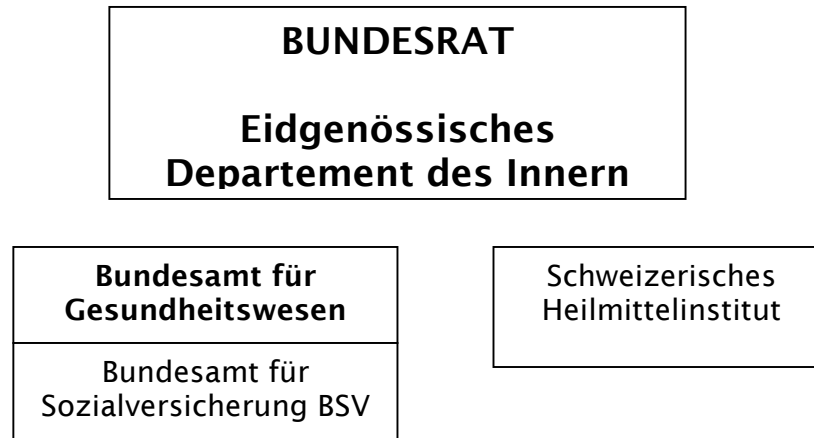 BUNDESRAT
Eidgenössisches
Departement des Innern
Bundesamt für
Gesundheitswesen
Bundesamt für
Sozialversicherung BSV
Schweizerisches
Heilmittelinstitut